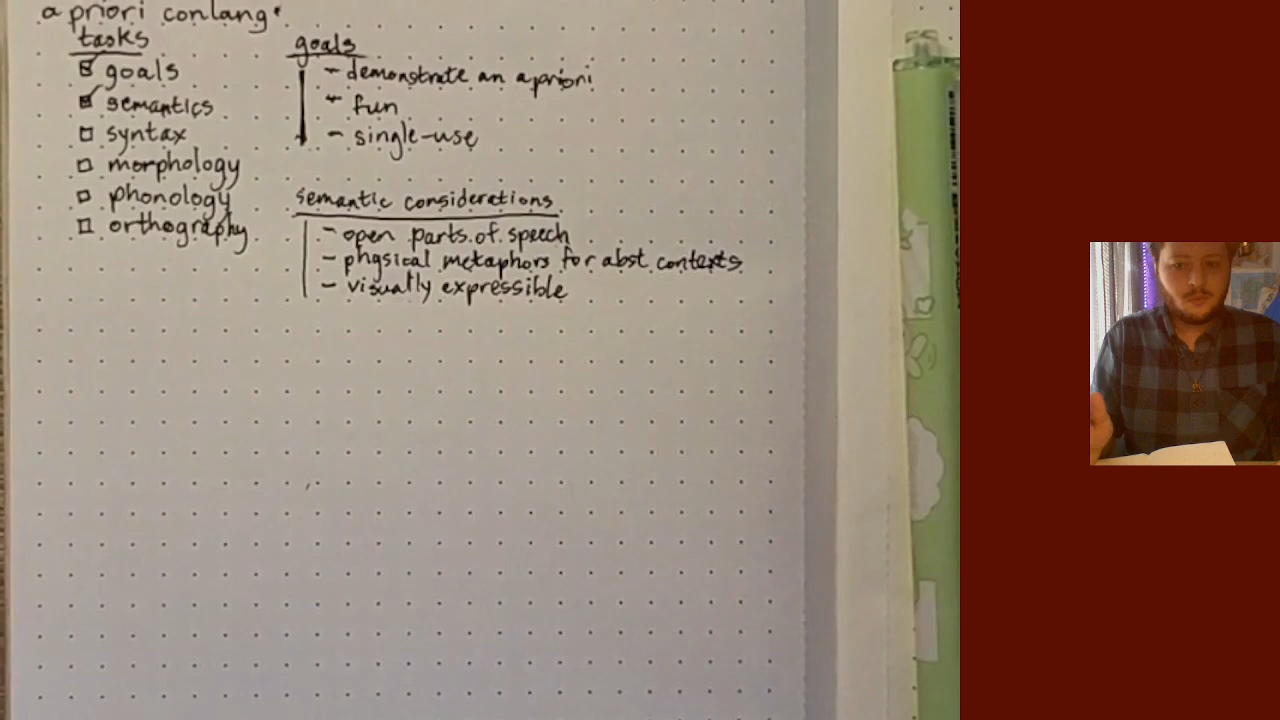 a priori conlang
tasks
goals
semantics
syntax
morphology
phonology
orthography
goals
- demonstrate an apriori
- fun
- single-use
semantic considerations
- open parts of speech
- physical metaphors for abst contexts
- visually expressible